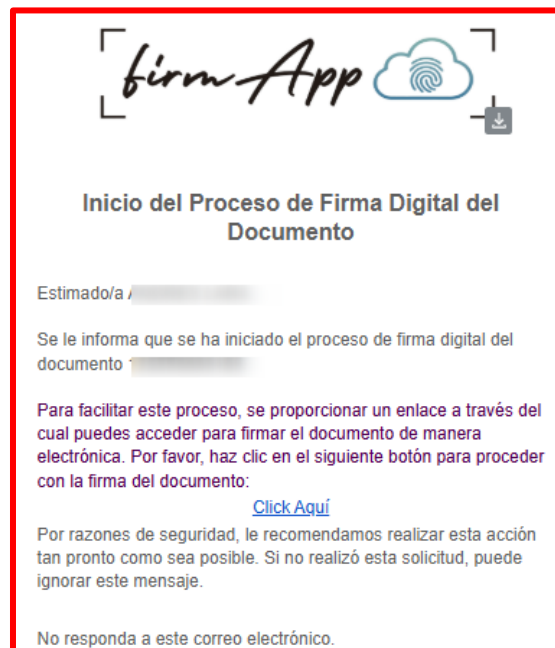 firmApp
Inicio del Proceso de Firma Digital del
Documento
Estimado/a
Se le informa que se ha iniciado el proceso de firma digital del
documento
Para facilitar este proceso, se proporcionar un enlace a través del
cual puedes acceder para firmar el documento de manera
electrónica. Por favor, haz clic en el siguiente botón para proceder
con la firma del documento:
Click Aquí
Por razones de seguridad, le recomendamos realizar esta acción
tan pronto como sea posible. Si no realizó esta solicitud, puede
ignorar este mensaje.
No responda a este correo electrónico.